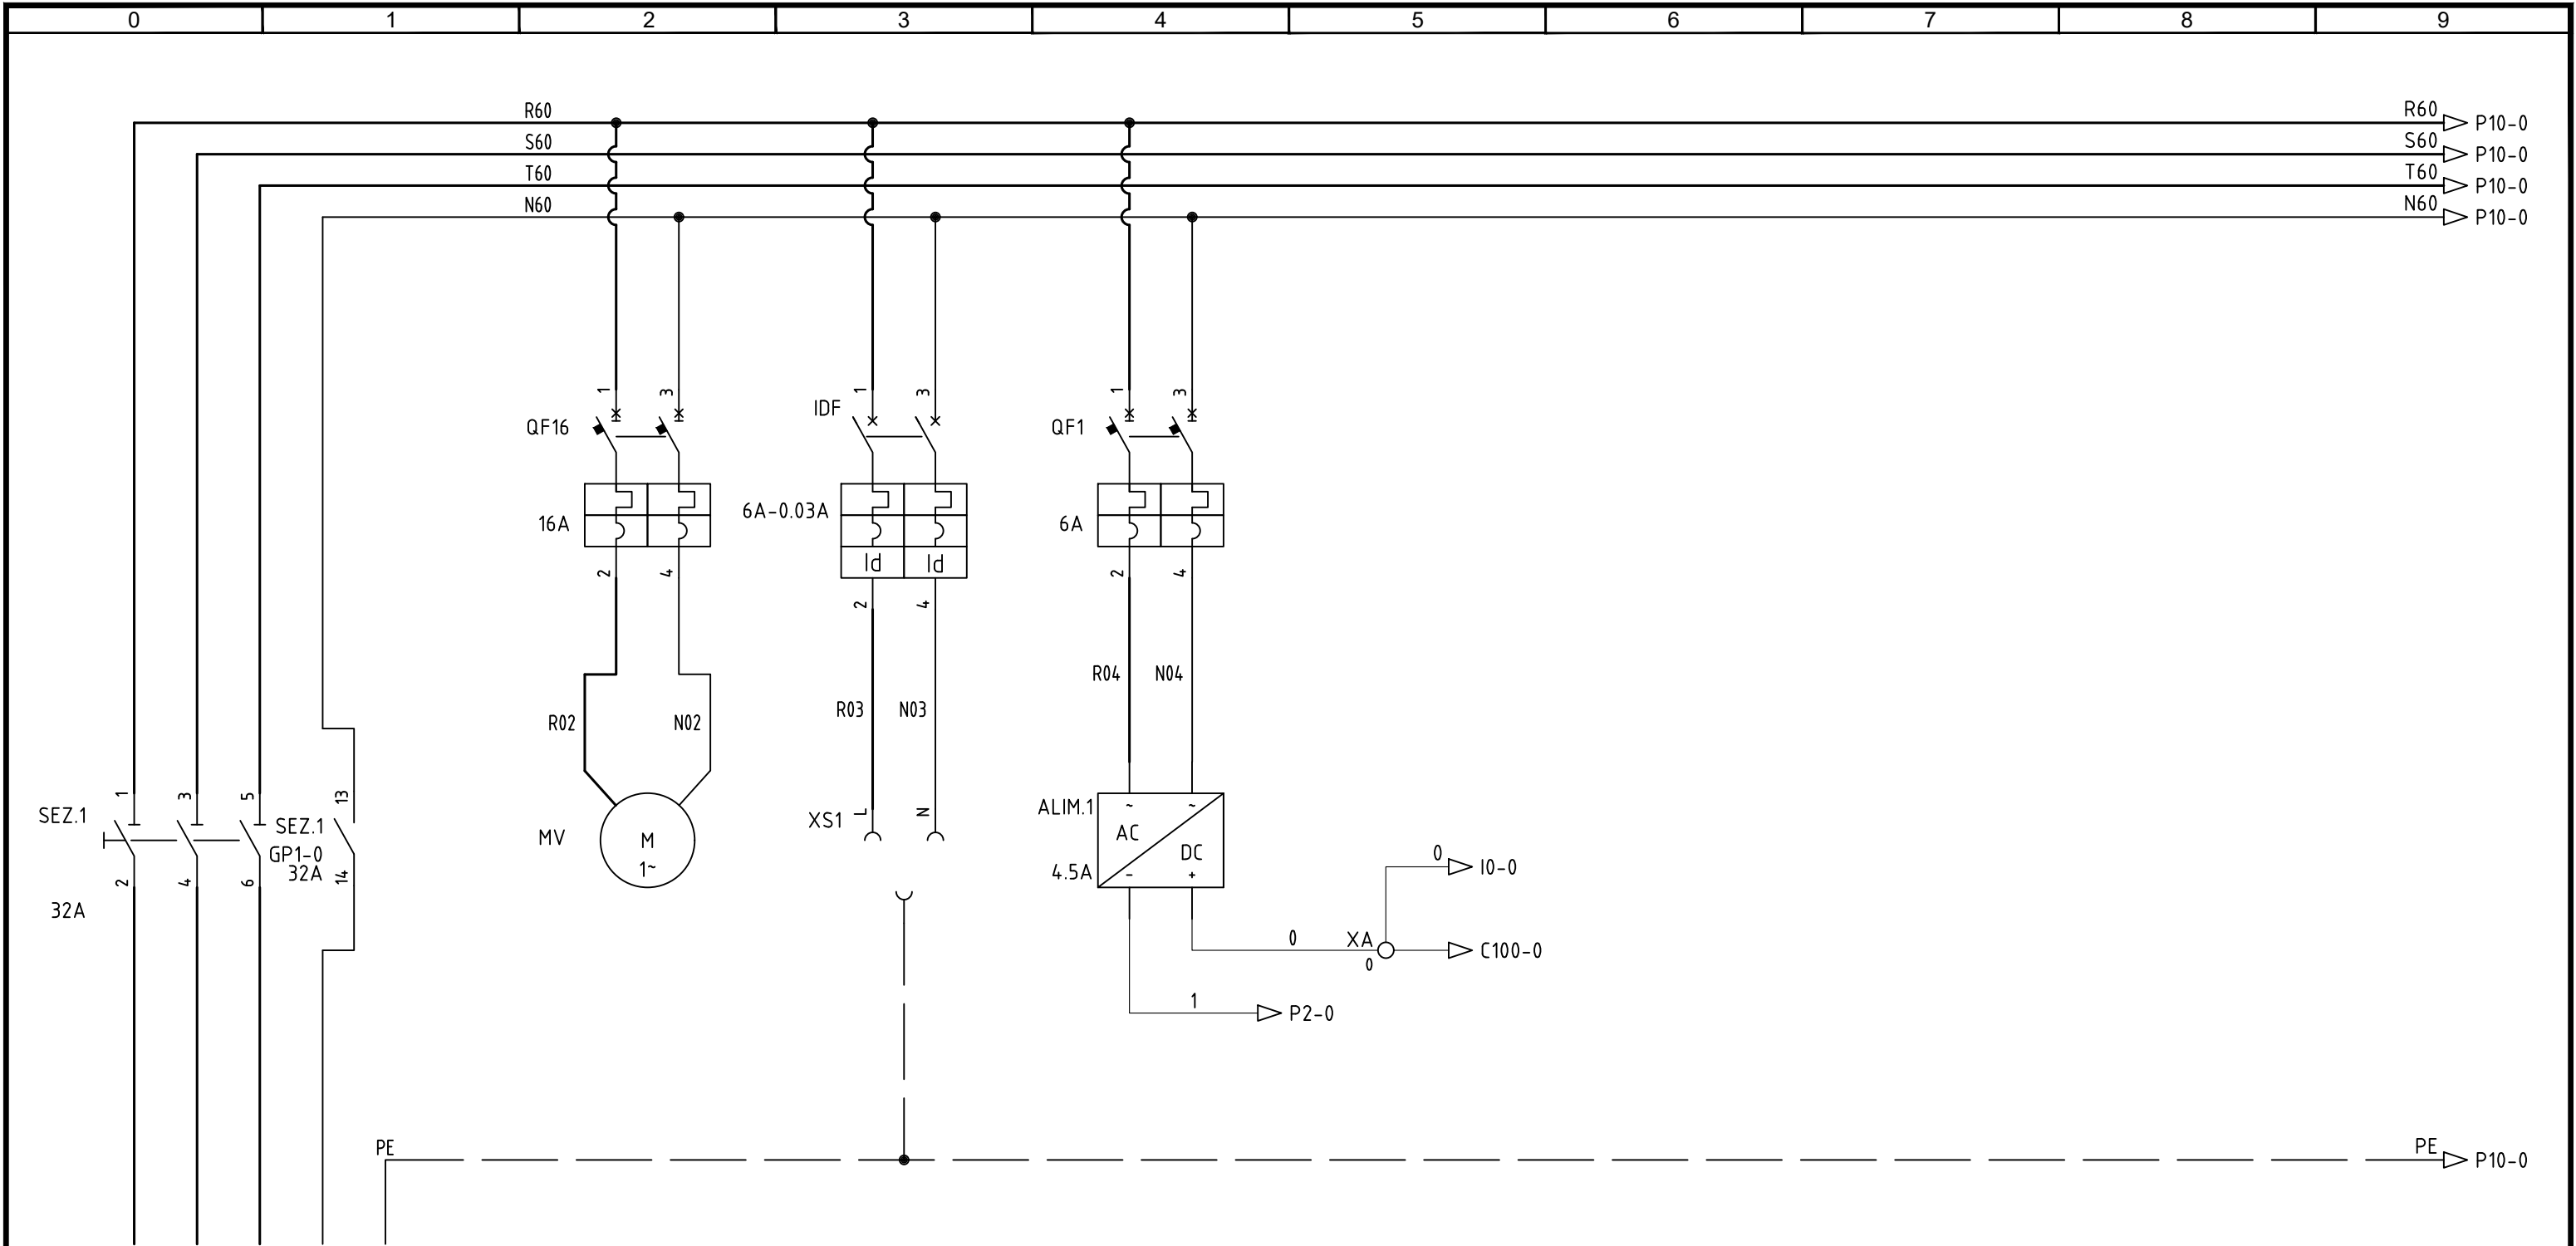 0 1 2 3 4 5 6 7 8 9
R60 R60 P10-0
S60 S60 P10-0
T60 T60 P10-0
N60 N60 P10-0
1 3 1 3 1 3
QF16 IDF QF1
16A 6A-0.03A 6A
Id Id
2 4 2 4 2 4
R04 N04
R02 N02 R03 N03
1 3 5 13
SEZ.1 SEZ.1 MV M XS1 L N ALIM.1 ~ ~
GP1-0 1~ AC
32A DC
2 4 6 14 4.5A - +
32A
0 I0-0
0 XA C100-0
0
1 P2-0
PE PE P10-0